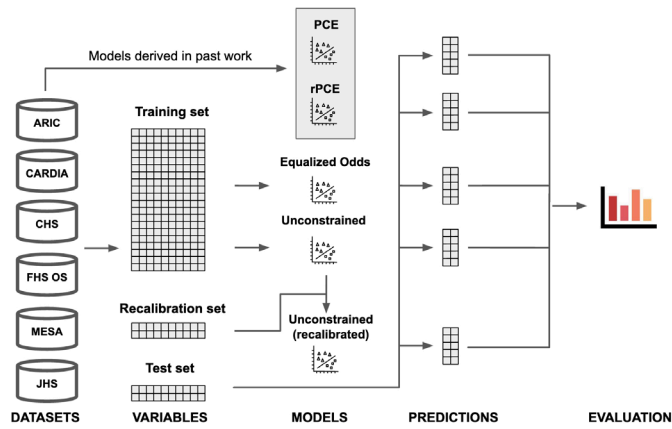 PCE
Models derived in past work
rPCE
Training set
ARIC
CARDIA
Equalized Odds
CHS
Unconstrained
FHS OS
Recalibration set
Unconstrained
(recalibrated)
MESA
Test set
JHS
DATASETS
VARIABLES
MODELS
PREDICTIONS
EVALUATION